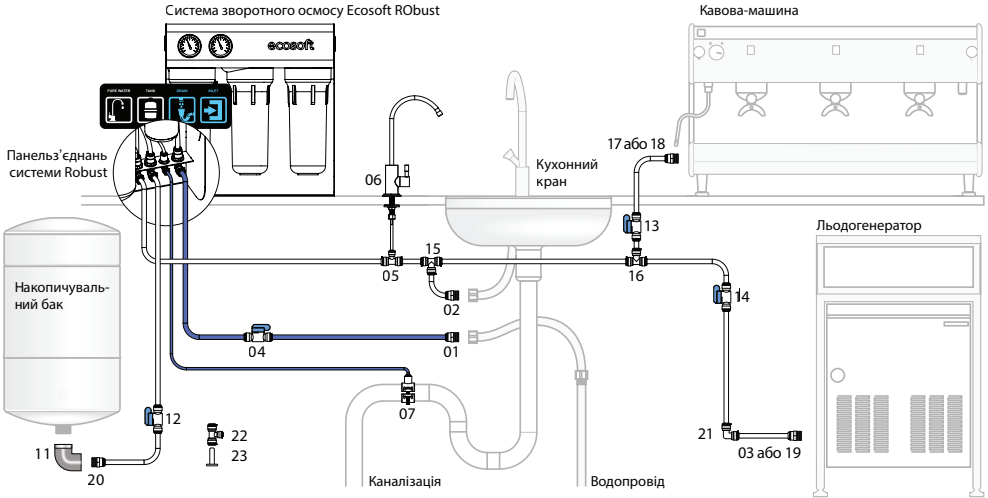 Система зворотного осмосу Ecosoft RObust
Кавова-машина
ecosoft
PURE WATER
TANK
DRAIN
INLET
Панельз’єднань
системи Robust
06
Кухонний
кран
17 або 18
13
Льодогенератор
15
05
16
02
14
Накопичуваль-
ний бак
04
01
07
12
22
23
11
20
21
03 або 19
Каналізація
Водопровід